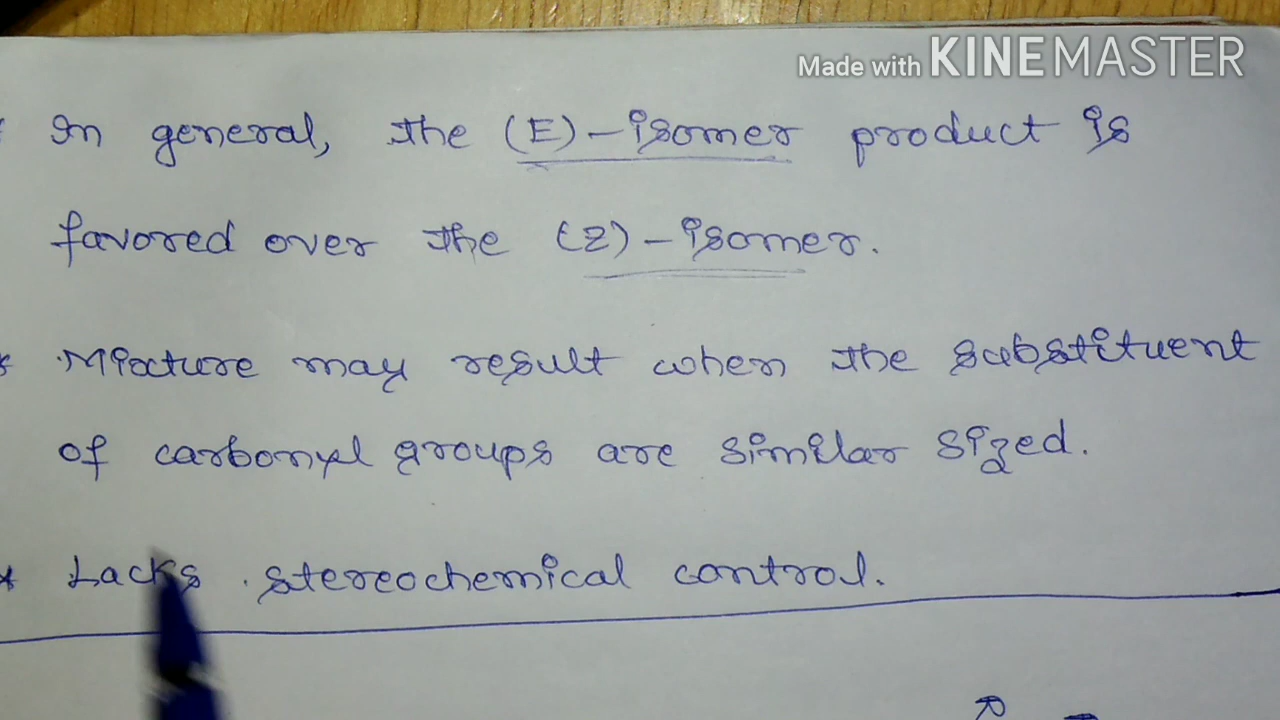 Made with KINEMASTER
* In general, the (E)-isomer product is
favored over the (Z)-isomer.
* Mixture may result when the substituent
of carbonyl groups are similar sized.
* Lacks stereochemical control.